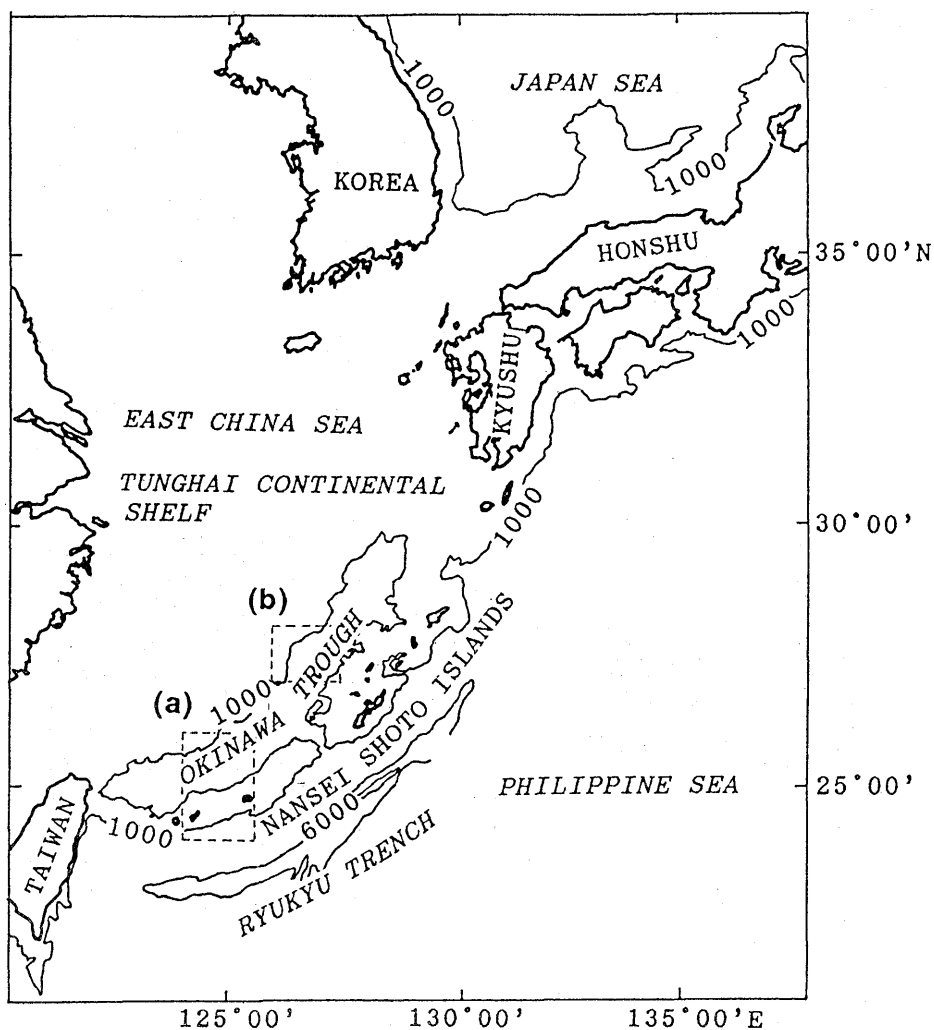 1000
JAPAN SEA
KOREA
1000
HONSHU
35°00'N
1000
KYUSHU
EAST CHINA SEA
TUNGHAI CONTINENTAL
SHELF
1000
30°00'
(b)
TROUGH
1000
(a)
OKINAWA
NANSEI SHOTO ISLANDS
PHILIPPINE SEA
25°00'
1000
6000
TAIWAN
RYUKYU TRENCH
125°00'
130°00'
135°00'E